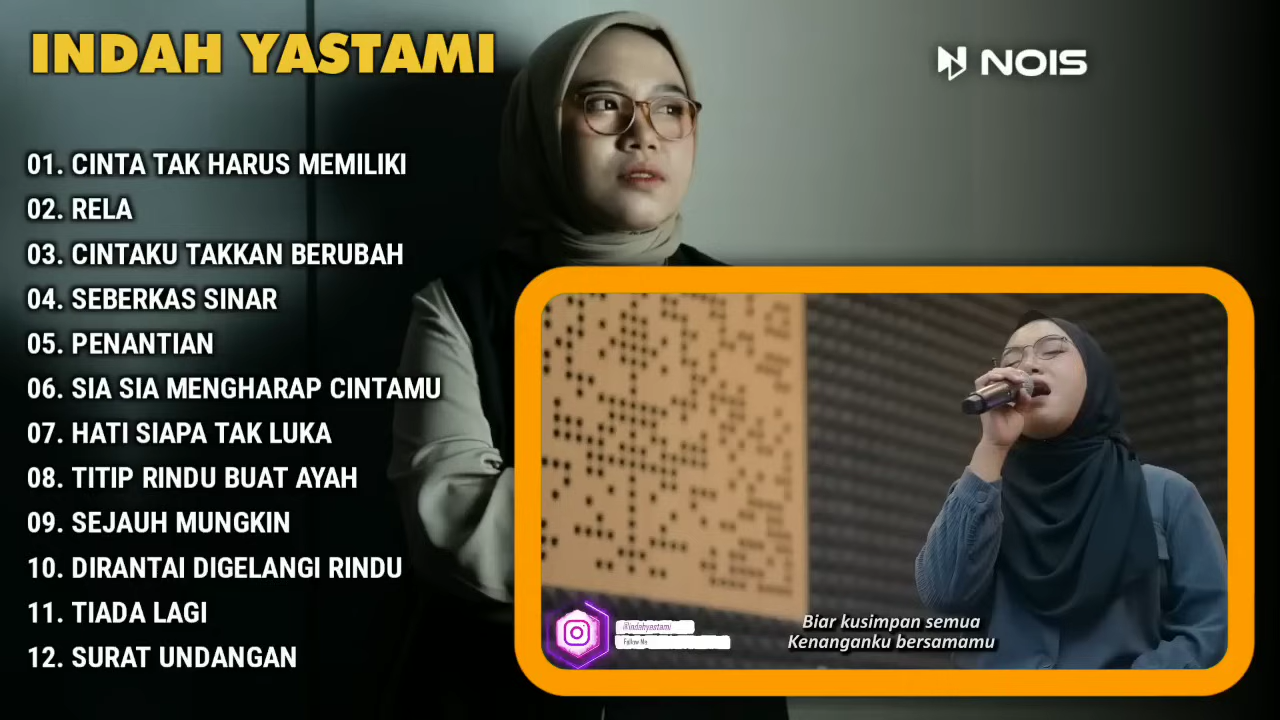 INDAH YASTAMI
NOIS
01. CINTA TAK HARUS MEMILIKI
02. RELA
03. CINTAKU TAKKAN BERUBAH
04. SEBERKAS SINAR
05. PENANTIAN
06. SIA SIA MENGHARAP CINTAMU
07. HATI SIAPA TAK LUKA
08. TITIP RINDU BUAT AYAH
09. SEJAUH MUNGKIN
10. DIRANTAI DIGELANGI RINDU
11. TIADA LAGI
12. SURAT UNDANGAN
@indahyastami
Follow Me
Biar kusimpan semua
Kenanganku bersamamu